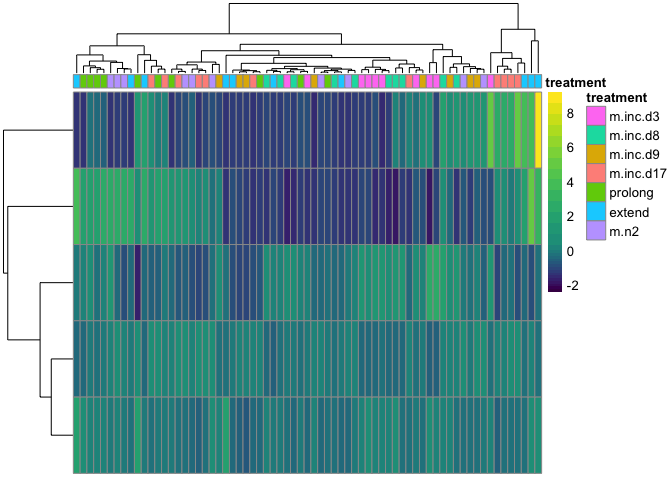 treatment
8
6
4
2
0
-2
treatment
m.inc.d3
m.inc.d8
m.inc.d9
m.inc.d17
prolong
extend
m.n2